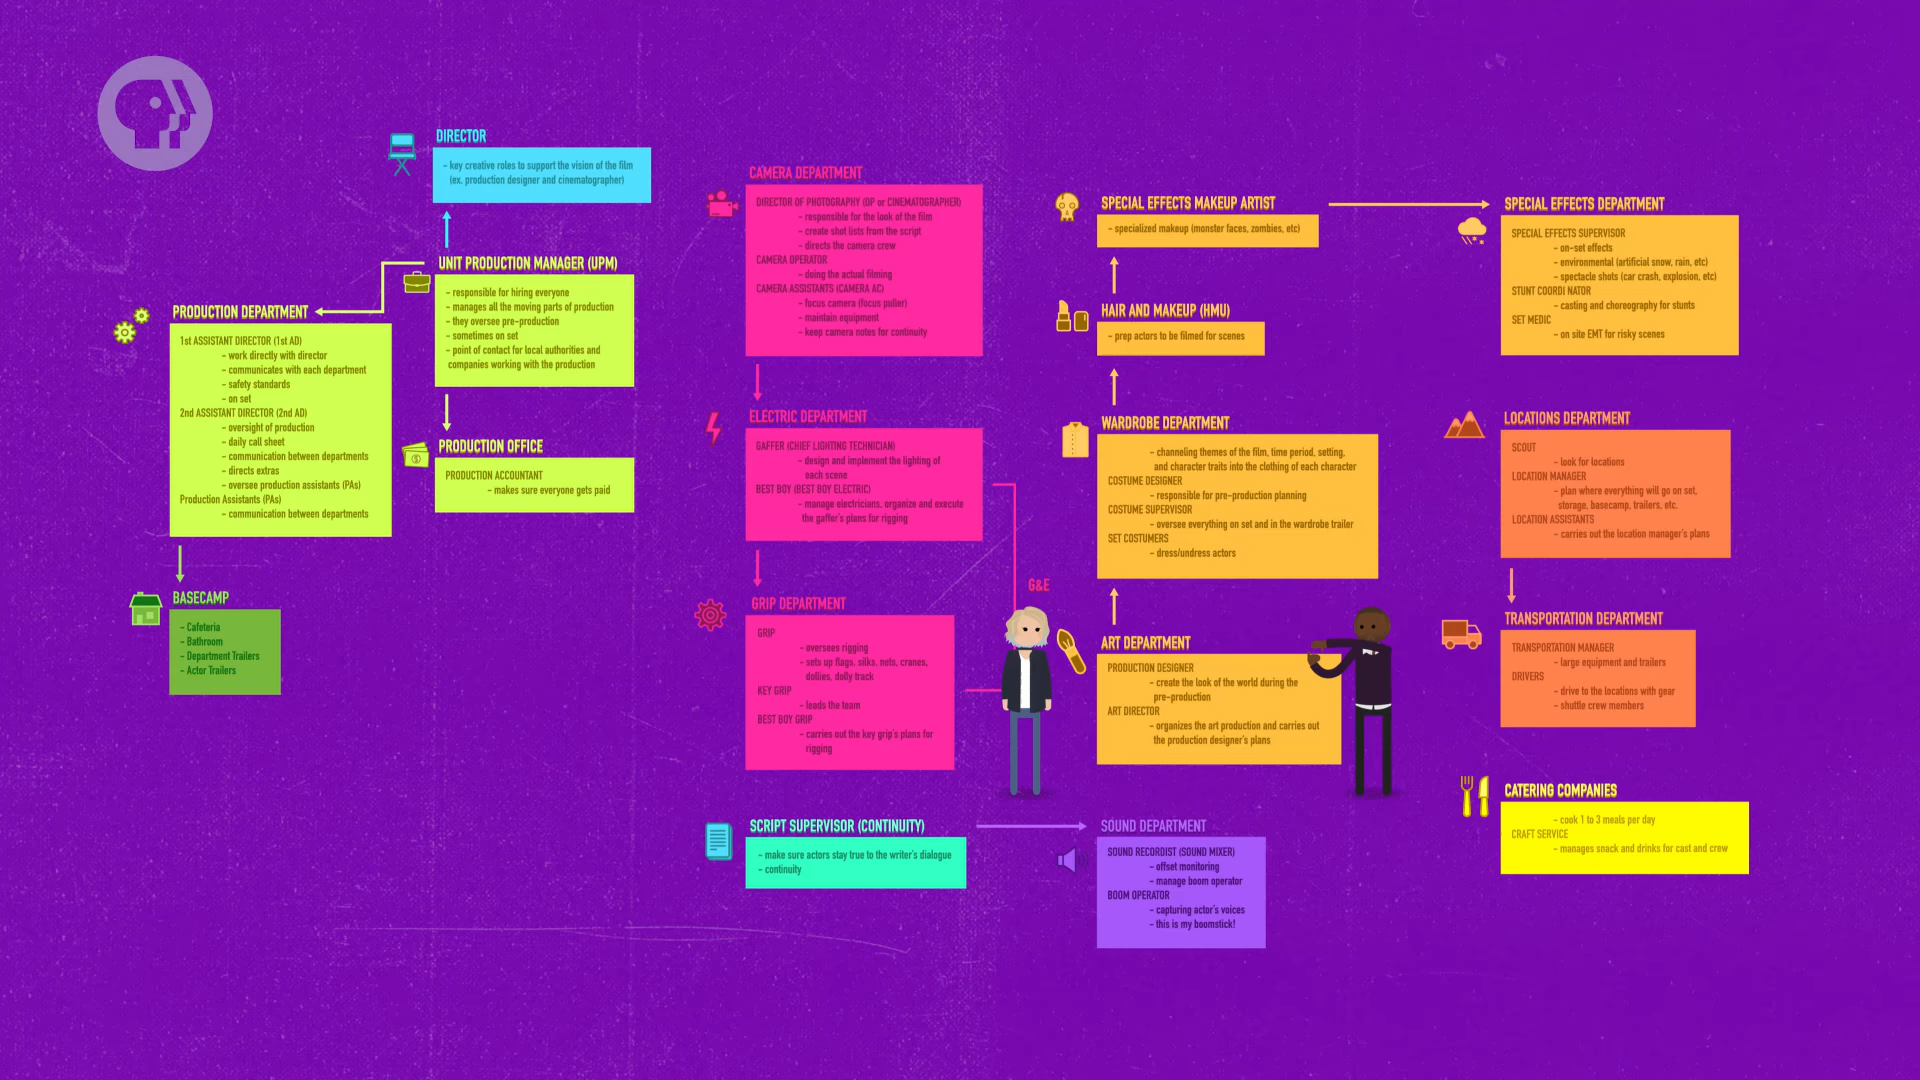 DIRECTOR
- key creative roles to support the vision of the film
(ex. production designer and cinematographer)
UNIT PRODUCTION MANAGER (UPM)
- responsible for hiring everyone
- manages all the moving parts of production
- they oversee pre-production
- sometimes on set
- point of contact for local authorities and
companies working with the production
PRODUCTION DEPARTMENT
1st ASSISTANT DIRECTOR (1st AD)
- work directly with director
- communicates with each department
- safety standards
- on set
2nd ASSISTANT DIRECTOR (2nd AD)
- oversight of production
- daily call sheet
- communication between departments
- directs extras
- oversee production assistants (PAs)
Production Assistants (PAs)
- communication between departments
PRODUCTION OFFICE
PRODUCTION ACCOUNTANT
- makes sure everyone gets paid
BASECAMP
- Cafeteria
- Bathroom
- Department Trailers
- Actor Trailers
CAMERA DEPARTMENT
DIRECTOR OF PHOTOGRAPHY (DP or CINEMATOGRAPHER)
- responsible for the look of the film
- create shot lists from the script
- directs the camera crew
CAMERA OPERATOR
- doing the actual filming
CAMERA ASSISTANTS (CAMERA AC)
- focus camera (focus puller)
- maintain equipment
- keep camera notes for continuity
ELECTRIC DEPARTMENT
GAFFER (CHIEF LIGHTING TECHNICIAN)
- design and implement the lighting of
each scene
BEST BOY (BEST BOY ELECTRIC)
- manage electricians, organize and execute
the gaffer's plans for rigging
G&E
GRIP DEPARTMENT
GRIP
- oversees rigging
- sets up flags, silks, nets, cranes,
dollies, dolly track
KEY GRIP
- leads the team
BEST BOY GRIP
- carries out the key grip's plans for
rigging
SCRIPT SUPERVISOR (CONTINUITY)
- make sure actors stay true to the writer's dialogue
- continuity
SPECIAL EFFECTS MAKEUP ARTIST
- specialized makeup (monster faces, zombies, etc)
HAIR AND MAKEUP (HMU)
- prep actors to be filmed for scenes
WARDROBE DEPARTMENT
- channeling themes of the film, time period, setting,
and character traits into the clothing of each character
COSTUME DESIGNER
- responsible for pre-production planning
COSTUME SUPERVISOR
- oversee everything on set and in the wardrobe trailer
SET COSTUMERS
- dress/undress actors
ART DEPARTMENT
PRODUCTION DESIGNER
- create the look of the world during the
pre-production
ART DIRECTOR
- organizes the art production and carries out
the production designer's plans
SOUND DEPARTMENT
SOUND RECORDIST (SOUND MIXER)
- offset monitoring
- manage boom operator
BOOM OPERATOR
- capturing actor's voices
- this is my boomstick!
SPECIAL EFFECTS DEPARTMENT
SPECIAL EFFECTS SUPERVISOR
- on-set effects
- environmental (artificial snow, rain, etc)
- spectacle shots (car crash, explosion, etc)
STUNT COORDI NATOR
- casting and choreography for stunts
SET MEDIC
- on site EMT for risky scenes
LOCATIONS DEPARTMENT
SCOUT
- look for locations
LOCATION MANAGER
- plan where everything will go on set,
storage, basecamp, trailers, etc.
LOCATION ASSISTANTS
- carries out the location manager's plans
TRANSPORTATION DEPARTMENT
TRANSPORTATION MANAGER
- large equipment and trailers
DRIVERS
- drive to the locations with gear
- shuttle crew members
CATERING COMPANIES
- cook 1 to 3 meals per day
CRAFT SERVICE
- manages snack and drinks for cast and crew